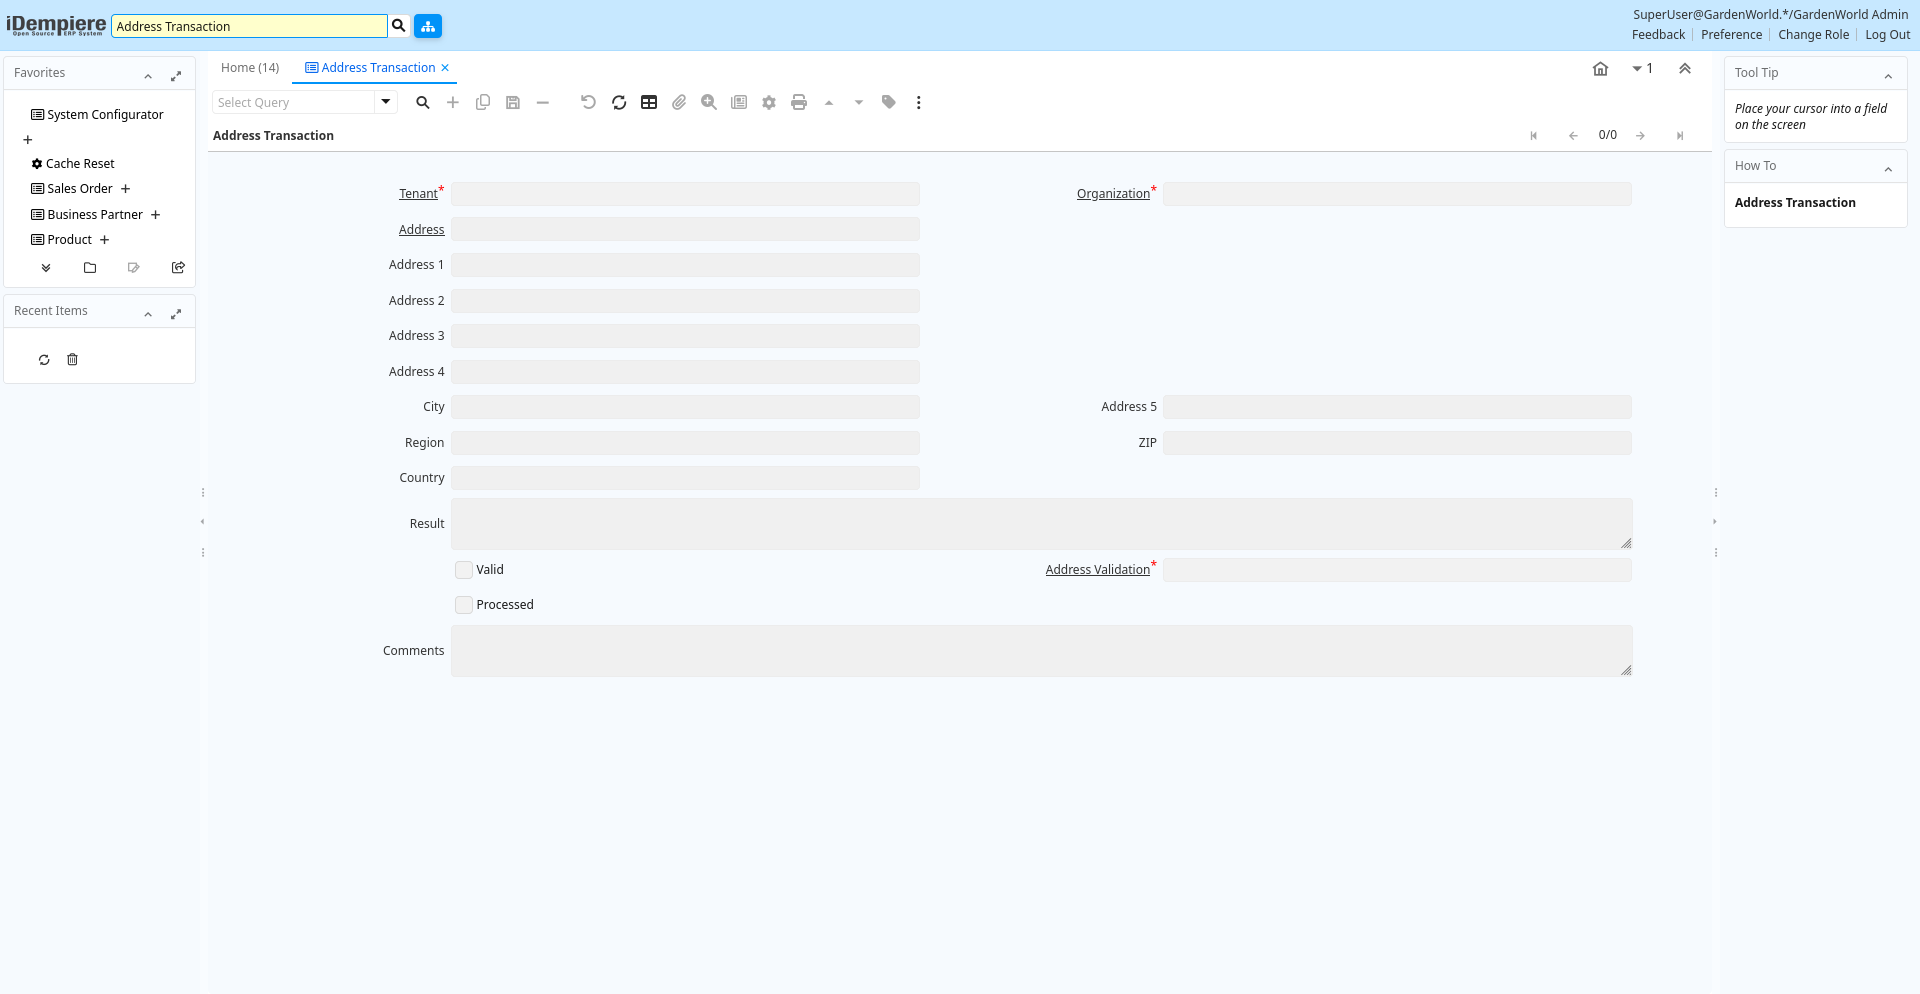 iDempiere
Open Source ERP System
Address Transaction
SuperUser@GardenWorld.*/GardenWorld Admin
Feedback Preference Change Role Log Out
Favorites
System Configurator
Cache Reset
Sales Order
Business Partner
Product
Recent Items
Home (14) Address Transaction
1
Select Query
Address Transaction
0/0
Tenant* Organization*
Address
Address 1
Address 2
Address 3
Address 4
City Address 5
Region ZIP
Country
Result
Valid Address Validation*
Processed
Comments
Tool Tip
Place your cursor into a field
on the screen
How To
Address Transaction